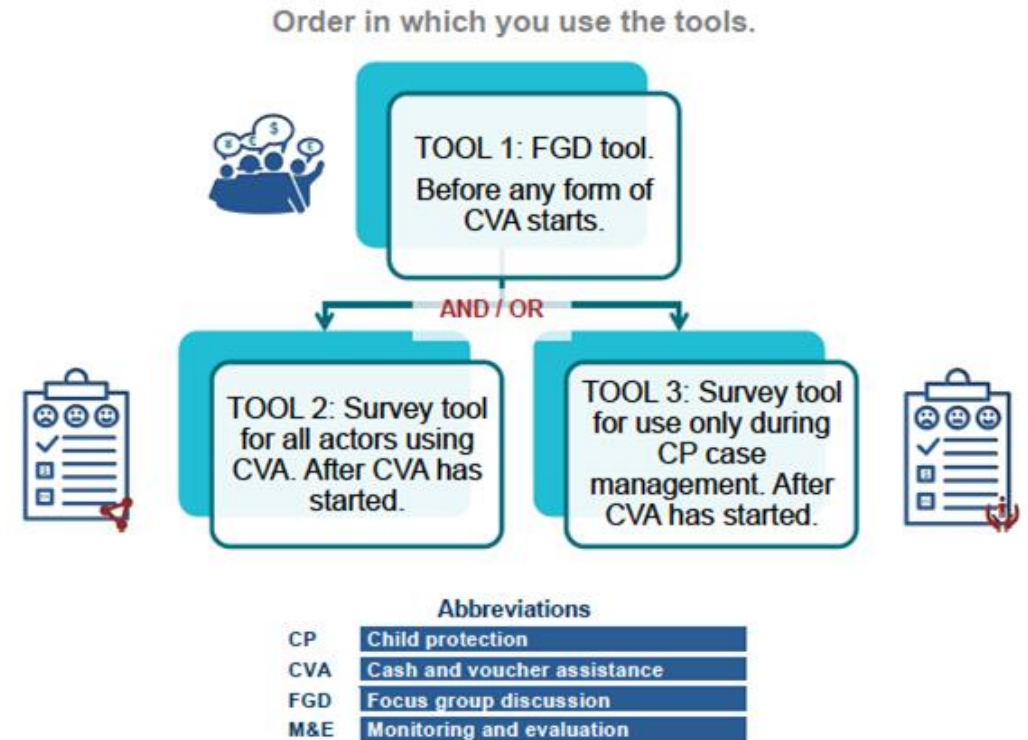 Order in which you use the tools.
$
€
TOOL 1: FGD tool.
Before any form of
CVA starts.
AND / OR
TOOL 2: Survey tool
for all actors using
CVA. After CVA has
started.
TOOL 3: Survey tool
for use only during
CP case
management. After
CVA has started.
Abbreviations
CP Child protection
CVA Cash and voucher assistance
FGD Focus group discussion
M&E Monitoring and evaluation